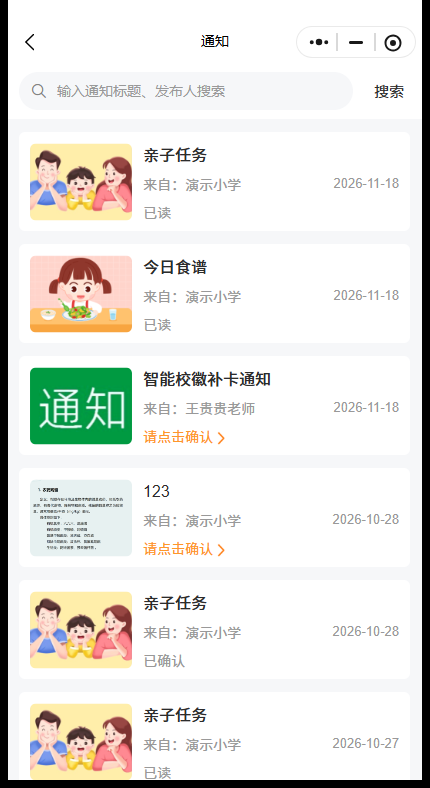 通知
输入通知标题、发布人搜索
搜索
亲子任务
来自：演示小学
2026-11-18
已读
今日食谱
来自：演示小学
2026-11-18
已读
通知
智能校徽补卡通知
来自：王贵贵老师
2026-11-18
请点击确认
123
来自：演示小学
2026-10-28
请点击确认
亲子任务
来自：演示小学
2026-10-28
已确认
亲子任务
来自：演示小学
2026-10-27
已读